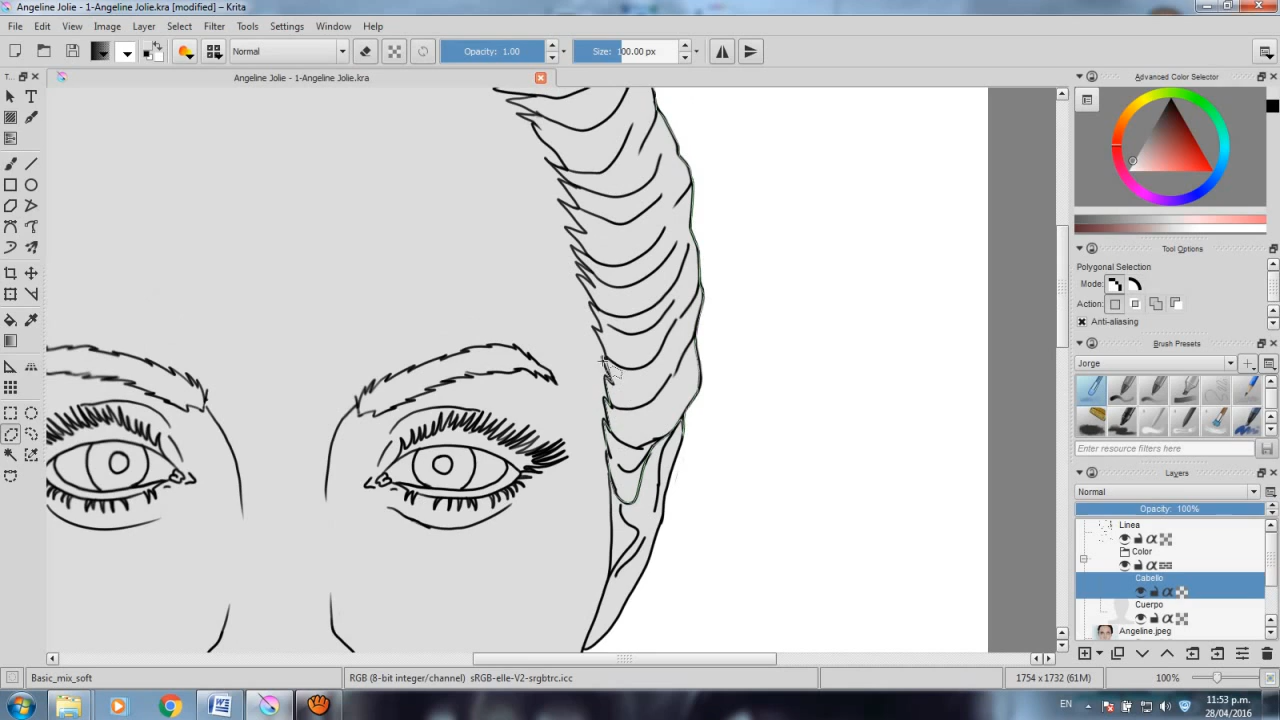 Angeline Jolie - 1-Angeline Jolie.kra [modified] - Krita
File Edit View Image Layer Select Filter Tools Settings Window Help
Normal Opacity: 1.00 Size: 100.00 px
T...
Angeline Jolie - 1-Angeline Jolie.kra
Advanced Color Selector
Tool Options
Polygonal Selection
Mode:
Action:
Anti-aliasing
Brush Presets
Jorge
Enter resource filters here
Layers
Normal
Opacity: 100%
Linea
Color
Cabello
Cuerpo
Angeline.jpeg
Basic_mix_soft
RGB (8-bit integer/channel) sRGB-elle-V2-srgbtrc.icc
1754 x 1732 (61M)
100%
EN
11:53 p.m.
28/04/2016